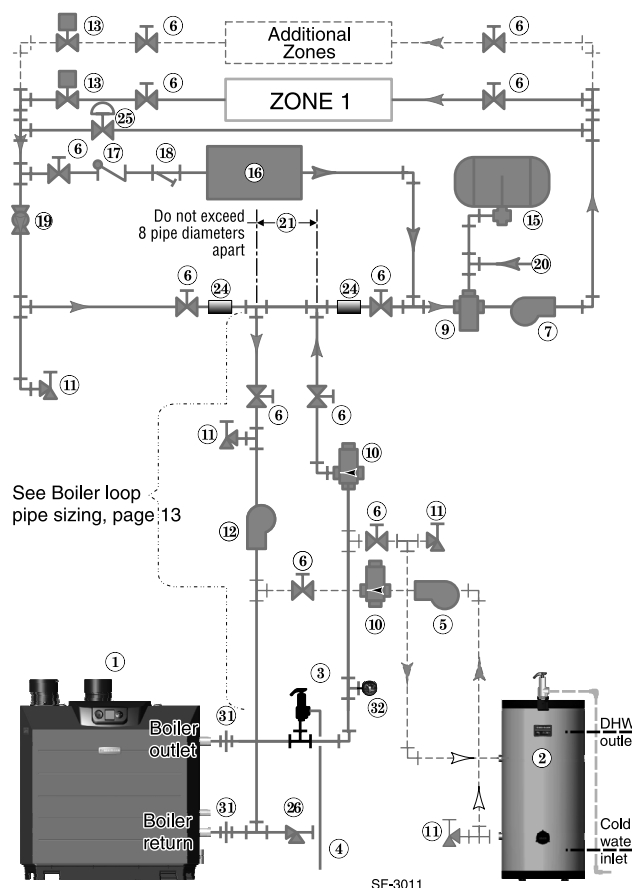 13
6
Additional
Zones
6
13
6
ZONE 1
6
25
6
17
18
16
15
19
Do not exceed
8 pipe diameters
apart
21
20
6
24
24
6
9
7
11
6
6
11
10
See Boiler loop
pipe sizing, page 13
12
6
11
6
10
5
1
3
32
31
Boiler
outlet
2
DHW
outle
31
26
11
Boiler
return
4
Cold
wate
inlet
SE-3011